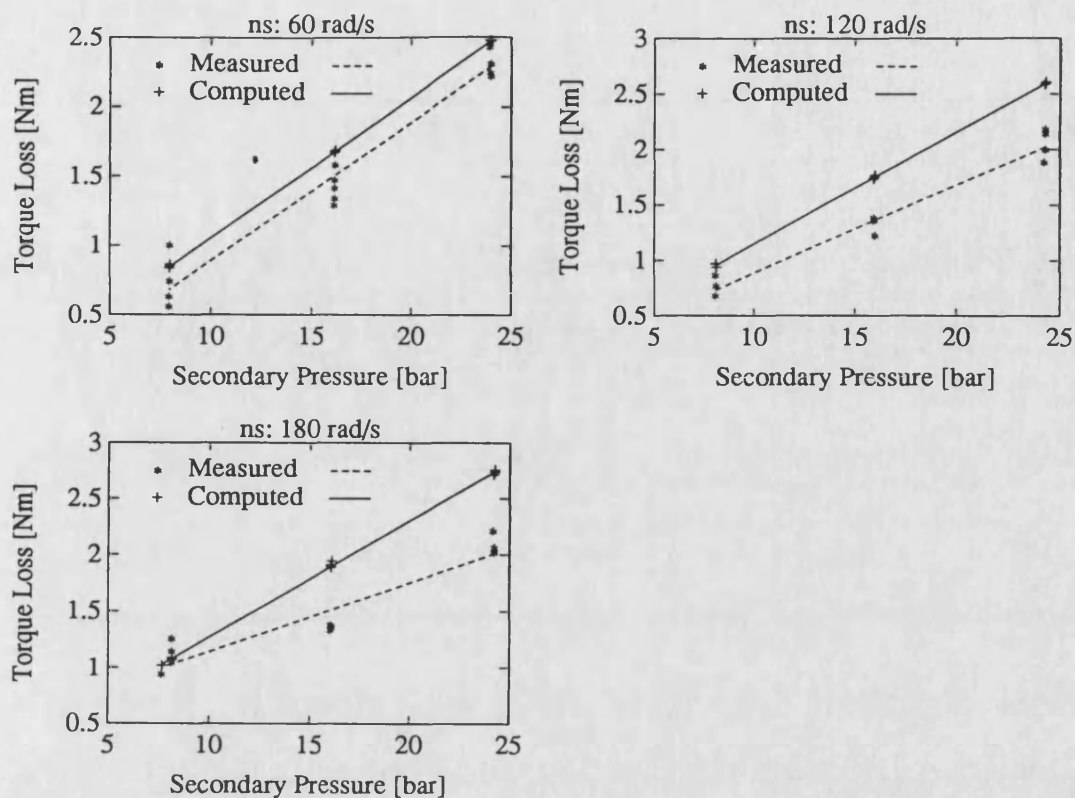 ns: 60 rad/s
2.5
Measured
Computed
2
1.5
1
0.5
5 10 15 20 25
Torque Loss [Nm]
Secondary Pressure [bar]
ns: 120 rad/s
3
Measured
Computed
2.5
2
1.5
1
0.5
5 10 15 20 25
Torque Loss [Nm]
Secondary Pressure [bar]
ns: 180 rad/s
3
Measured
Computed
2.5
2
1.5
1
0.5
5 10 15 20 25
Torque Loss [Nm]
Secondary Pressure [bar]